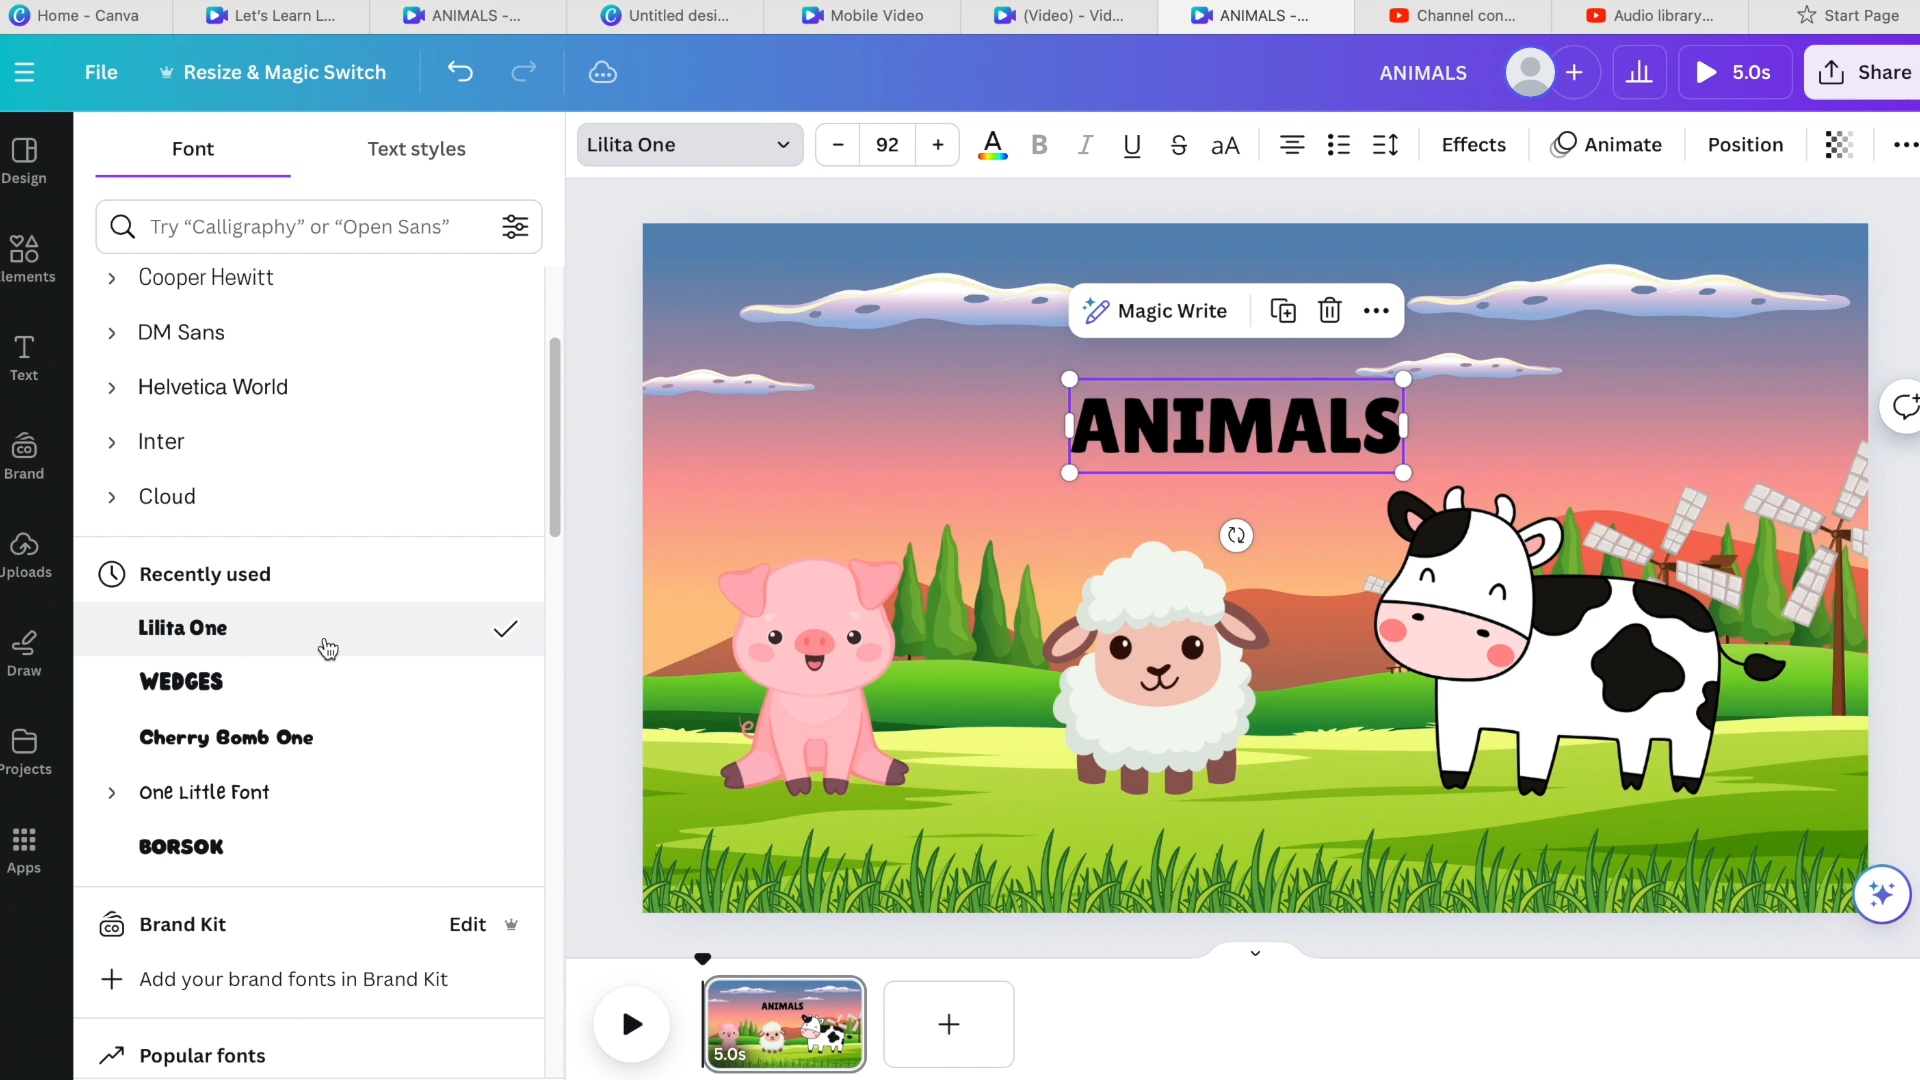 Home - Canva
Let's Learn L...
ANIMALS -...
Untitled desi...
Mobile Video
(Video) - Vid...
ANIMALS -...
Channel con...
Audio library...
Start Page
File
Resize & Magic Switch
ANIMALS
5.0s
Share
Design
Font
Text styles
Lilita One
92
B
I
U
S
aA
Effects
Animate
Position
Try “Calligraphy” or “Open Sans”
lements
Cooper Hewitt
Magic Write
DM Sans
Text
Helvetica World
ANIMALS
Inter
Brand
Cloud
Jploads
Recently used
Lilita One
Draw
WEDGES
Cherry Bomb One
Projects
One Little Font
BORSOK
Apps
Brand Kit
Edit
Add your brand fonts in Brand Kit
ANIMALS
5.0s
Popular fonts